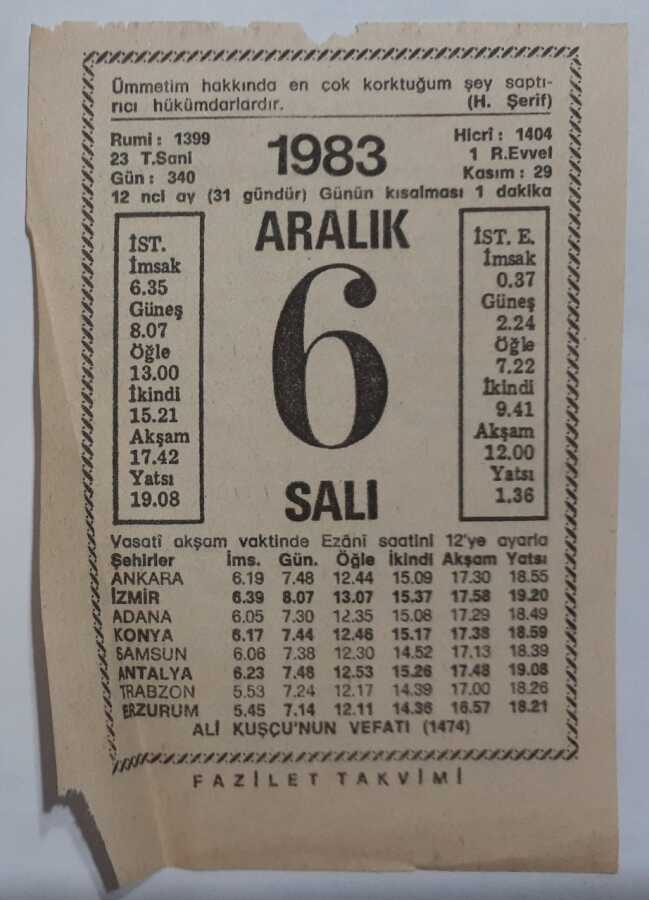 Ümmetim hakkında en çok korktuğum şey saptı-
rıcı hükümdarlardır. (H. Şerif)
Rumi : 1399
23 T.Sani
Gün : 340
1983
Hicri : 1404
1 R.Evvel
Kasım : 29
12 nci ay (31 gündür) Günün kısalması 1 dakika
İST.
İmsak
6.35
Güneş
8.07
Öğle
13.00
İkindi
15.21
Akşam
17.42
Yatsı
19.08
ARALIK
6
SALI
İST. E.
İmsak
0.37
Güneş
2.24
Öğle
7.22
İkindi
9.41
Akşam
12.00
Yatsı
1.36
Vasatî akşam vaktinde Ezânî saatini 12'ye ayarla
Şehirler İms. Gün. Öğle İkindi Akşam Yatsı
ANKARA 6.19 7.48 12.44 15.09 17.30 18.55
İZMİR 6.39 8.07 13.07 15.37 17.58 19.20
ADANA 6.05 7.30 12.35 15.08 17.29 18.49
KONYA 6.17 7.44 12.46 15.17 17.38 18.59
SAMSUN 6.06 7.38 12.30 14.52 17.13 18.39
ANTALYA 6.23 7.48 12.53 15.26 17.48 19.08
TRABZON 5.53 7.24 12.17 14.39 17.00 18.26
ERZURUM 5.45 7.14 12.11 14.36 16.57 18.21
ALİ KUŞÇU'NUN VEFATI (1474)
FAZİLET TAKVİMİ